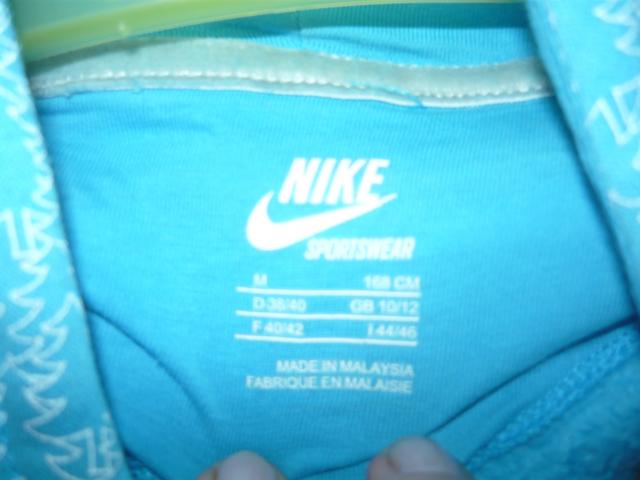 NIKE
SPORTSWEAR
M 168 CM
D 38/40 GB 10/12
F 40/42 I 44/46
MADE IN MALAYSIA
FABRIQUE EN MALAISIE